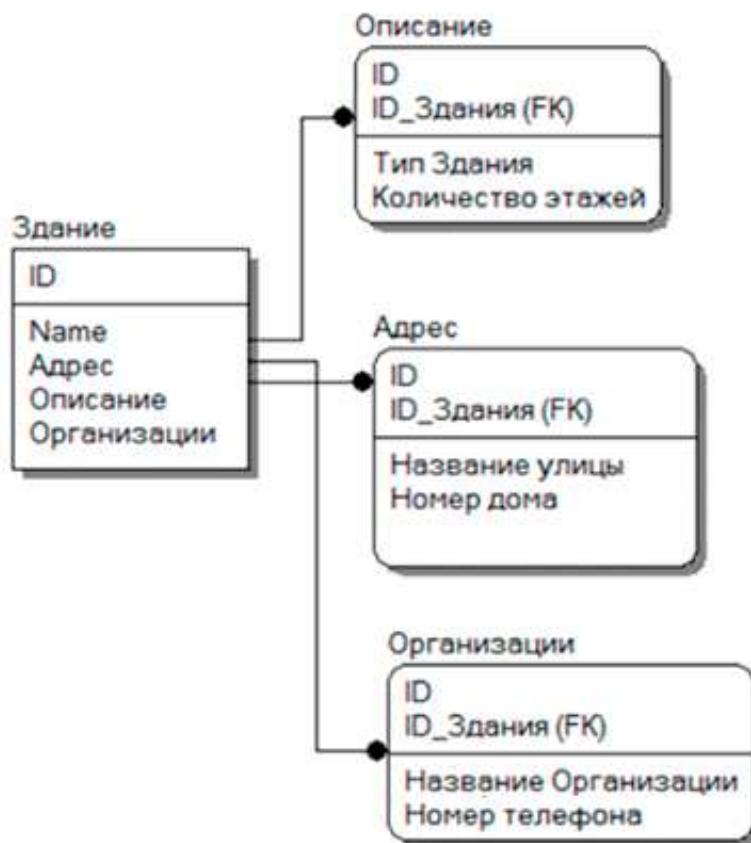 Описание
ID
ID_Здания (FK)
Тип Здания
Количество этажей
Здание
ID
Name
Адрес
Описание
Организации
Адрес
ID
ID_Здания (FK)
Название улицы
Номер дома
Организации
ID
ID_Здания (FK)
Название Организации
Номер телефона